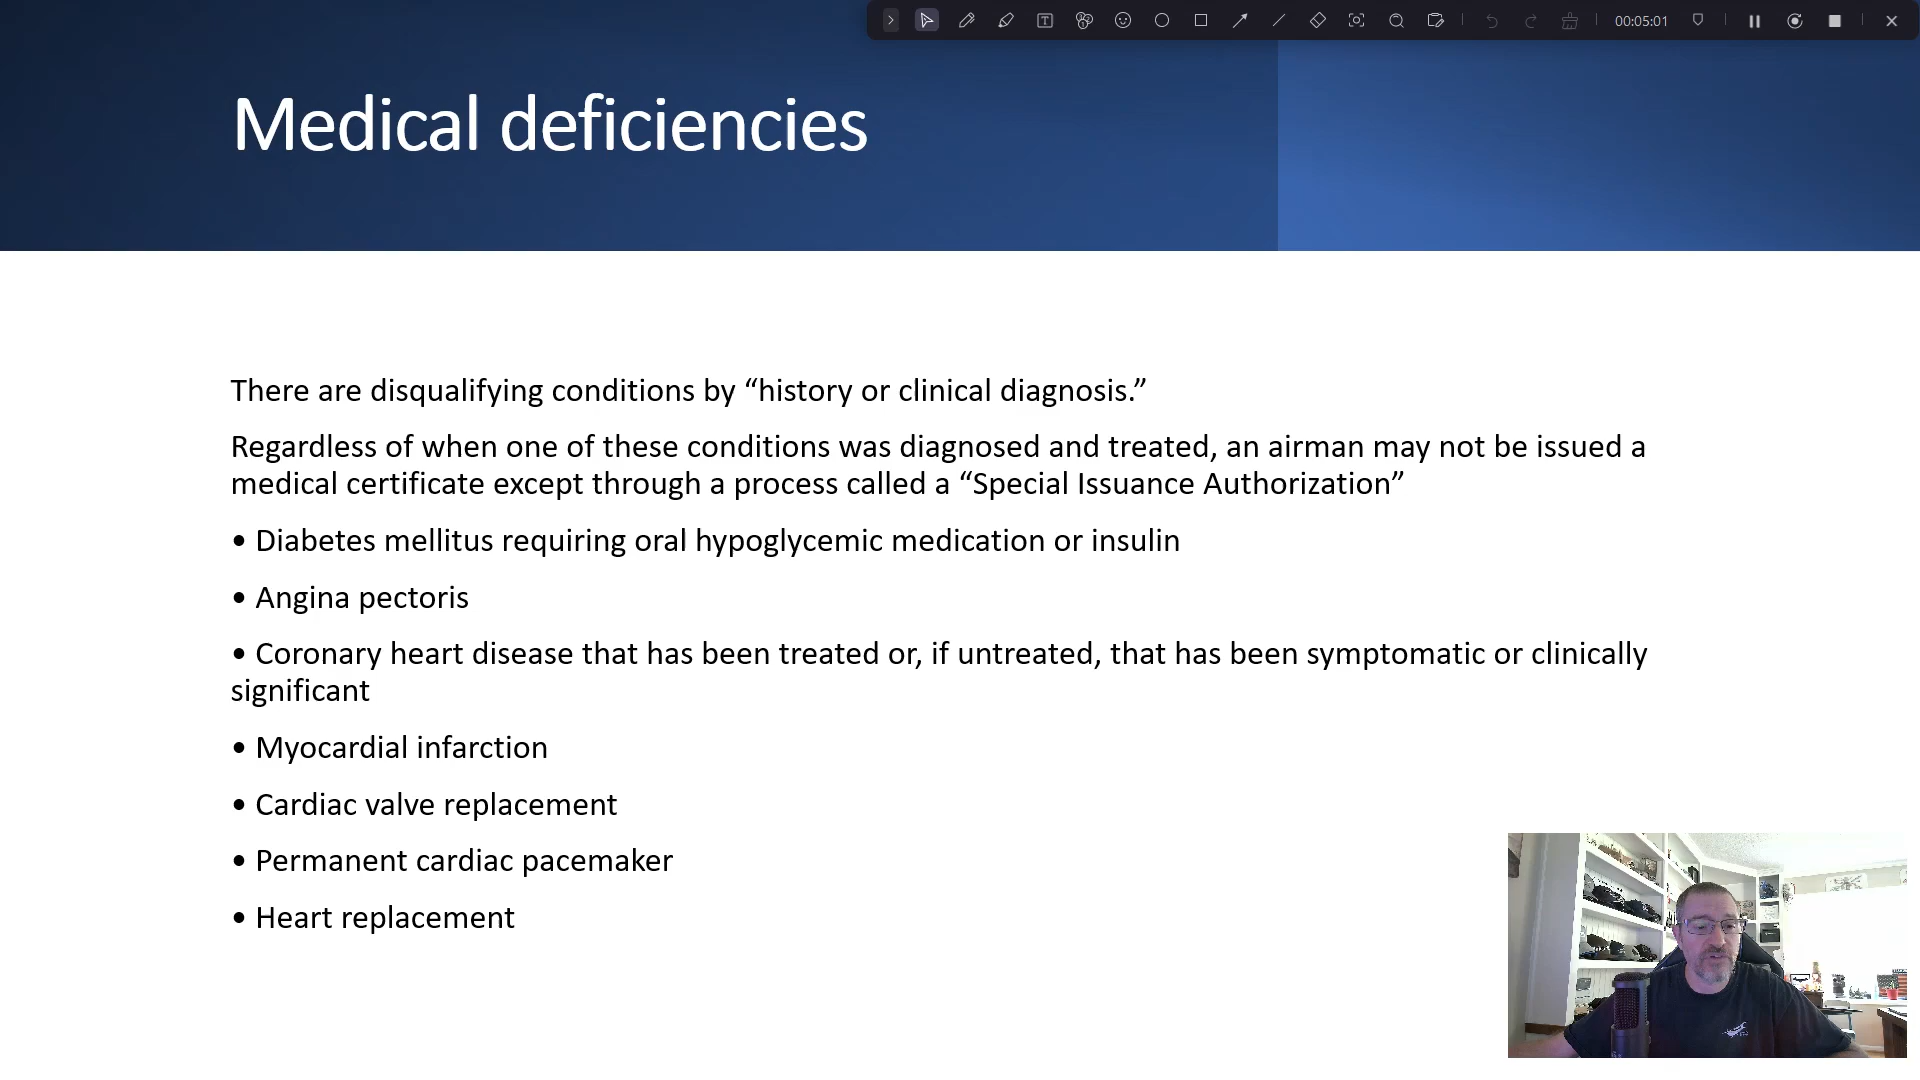 00:05:01
Medical deficiencies
There are disqualifying conditions by “history or clinical diagnosis.”
Regardless of when one of these conditions was diagnosed and treated, an airman may not be issued a
medical certificate except through a process called a “Special Issuance Authorization”
• Diabetes mellitus requiring oral hypoglycemic medication or insulin
• Angina pectoris
• Coronary heart disease that has been treated or, if untreated, that has been symptomatic or clinically
significant
• Myocardial infarction
• Cardiac valve replacement
• Permanent cardiac pacemaker
• Heart replacement